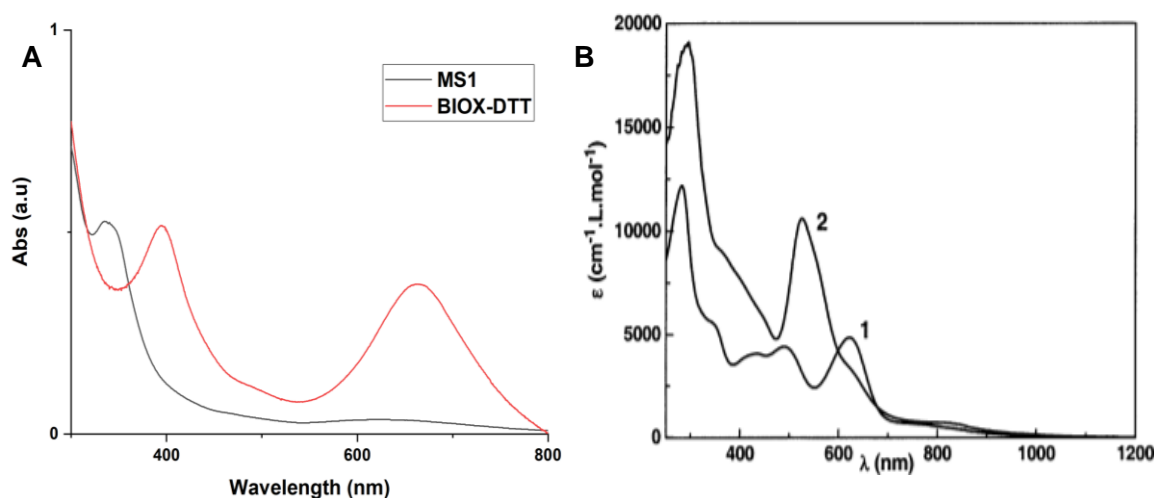 A
1
MS1
BIOX-DTT
Abs (a.u)
0
400
600
800
Wavelength (nm)
B
20000
15000
10000
5000
0
ε (cm⁻¹.L.mol⁻¹)
2
1
400
600
800
1000
1200
λ (nm)